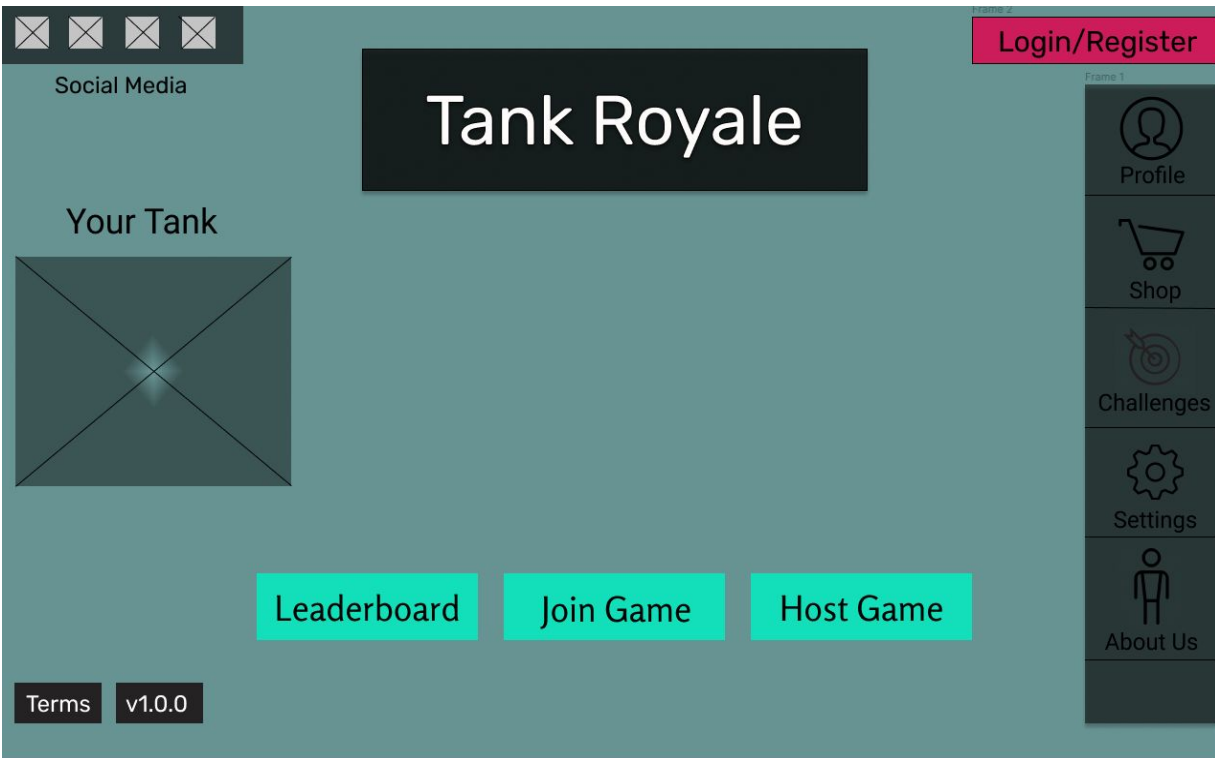 Frame 2
Login/Register
Social Media
Tank Royale
Frame 1
Profile
Your Tank
Shop
Challenges
Settings
Leaderboard
Join Game
Host Game
About Us
Terms
v1.0.0